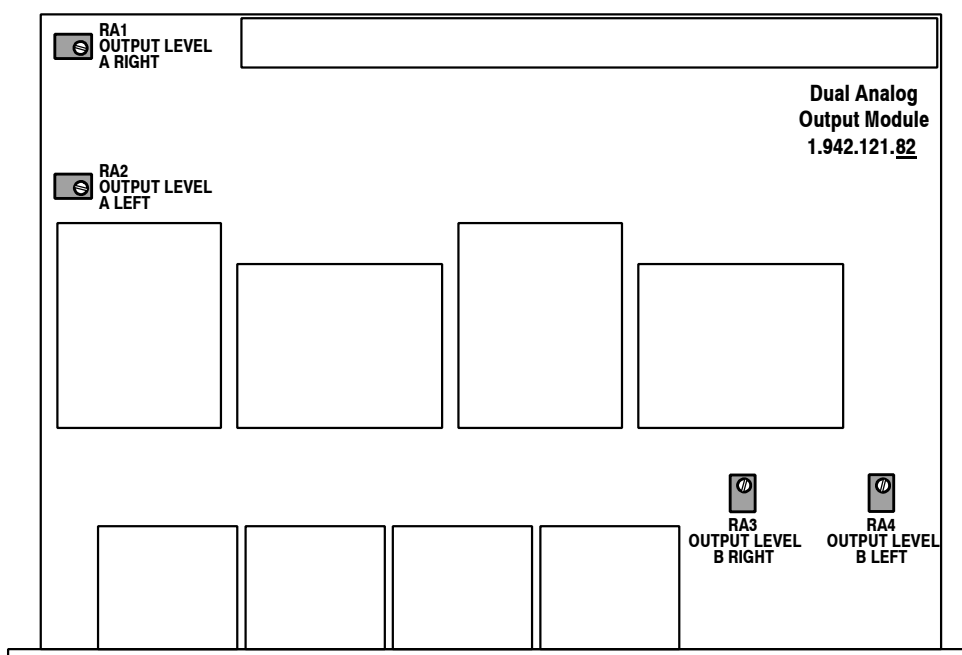 RA1
OUTPUT LEVEL
A RIGHT
Dual Analog
Output Module
1.942.121.82
RA2
OUTPUT LEVEL
A LEFT
RA3
OUTPUT LEVEL
B RIGHT
RA4
OUTPUT LEVEL
B LEFT